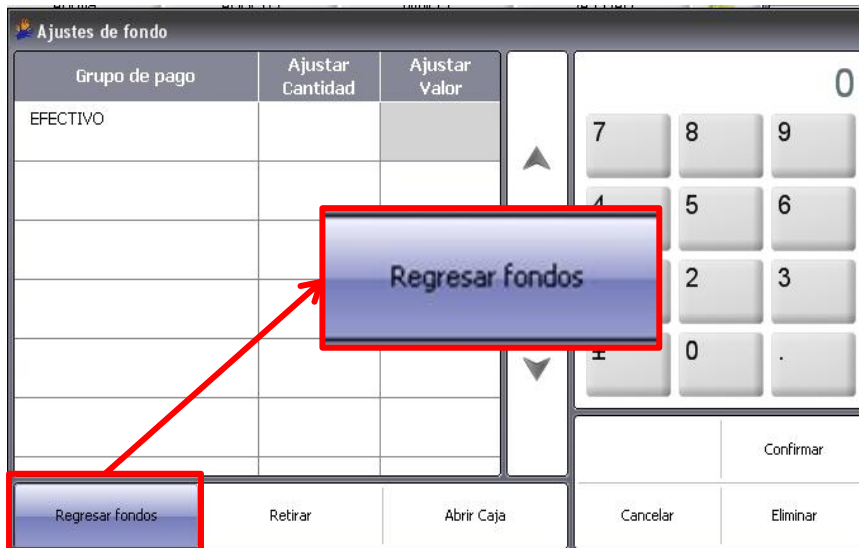 Ajustes de fondo
Grupo de pago
Ajustar
Cantidad
Ajustar
Valor
0
EFECTIVO
7 8 9
5 6
Regresar fondos
2 3
0 .
Confirmar
Regresar fondos Retirar Abrir Caja Cancelar Eliminar